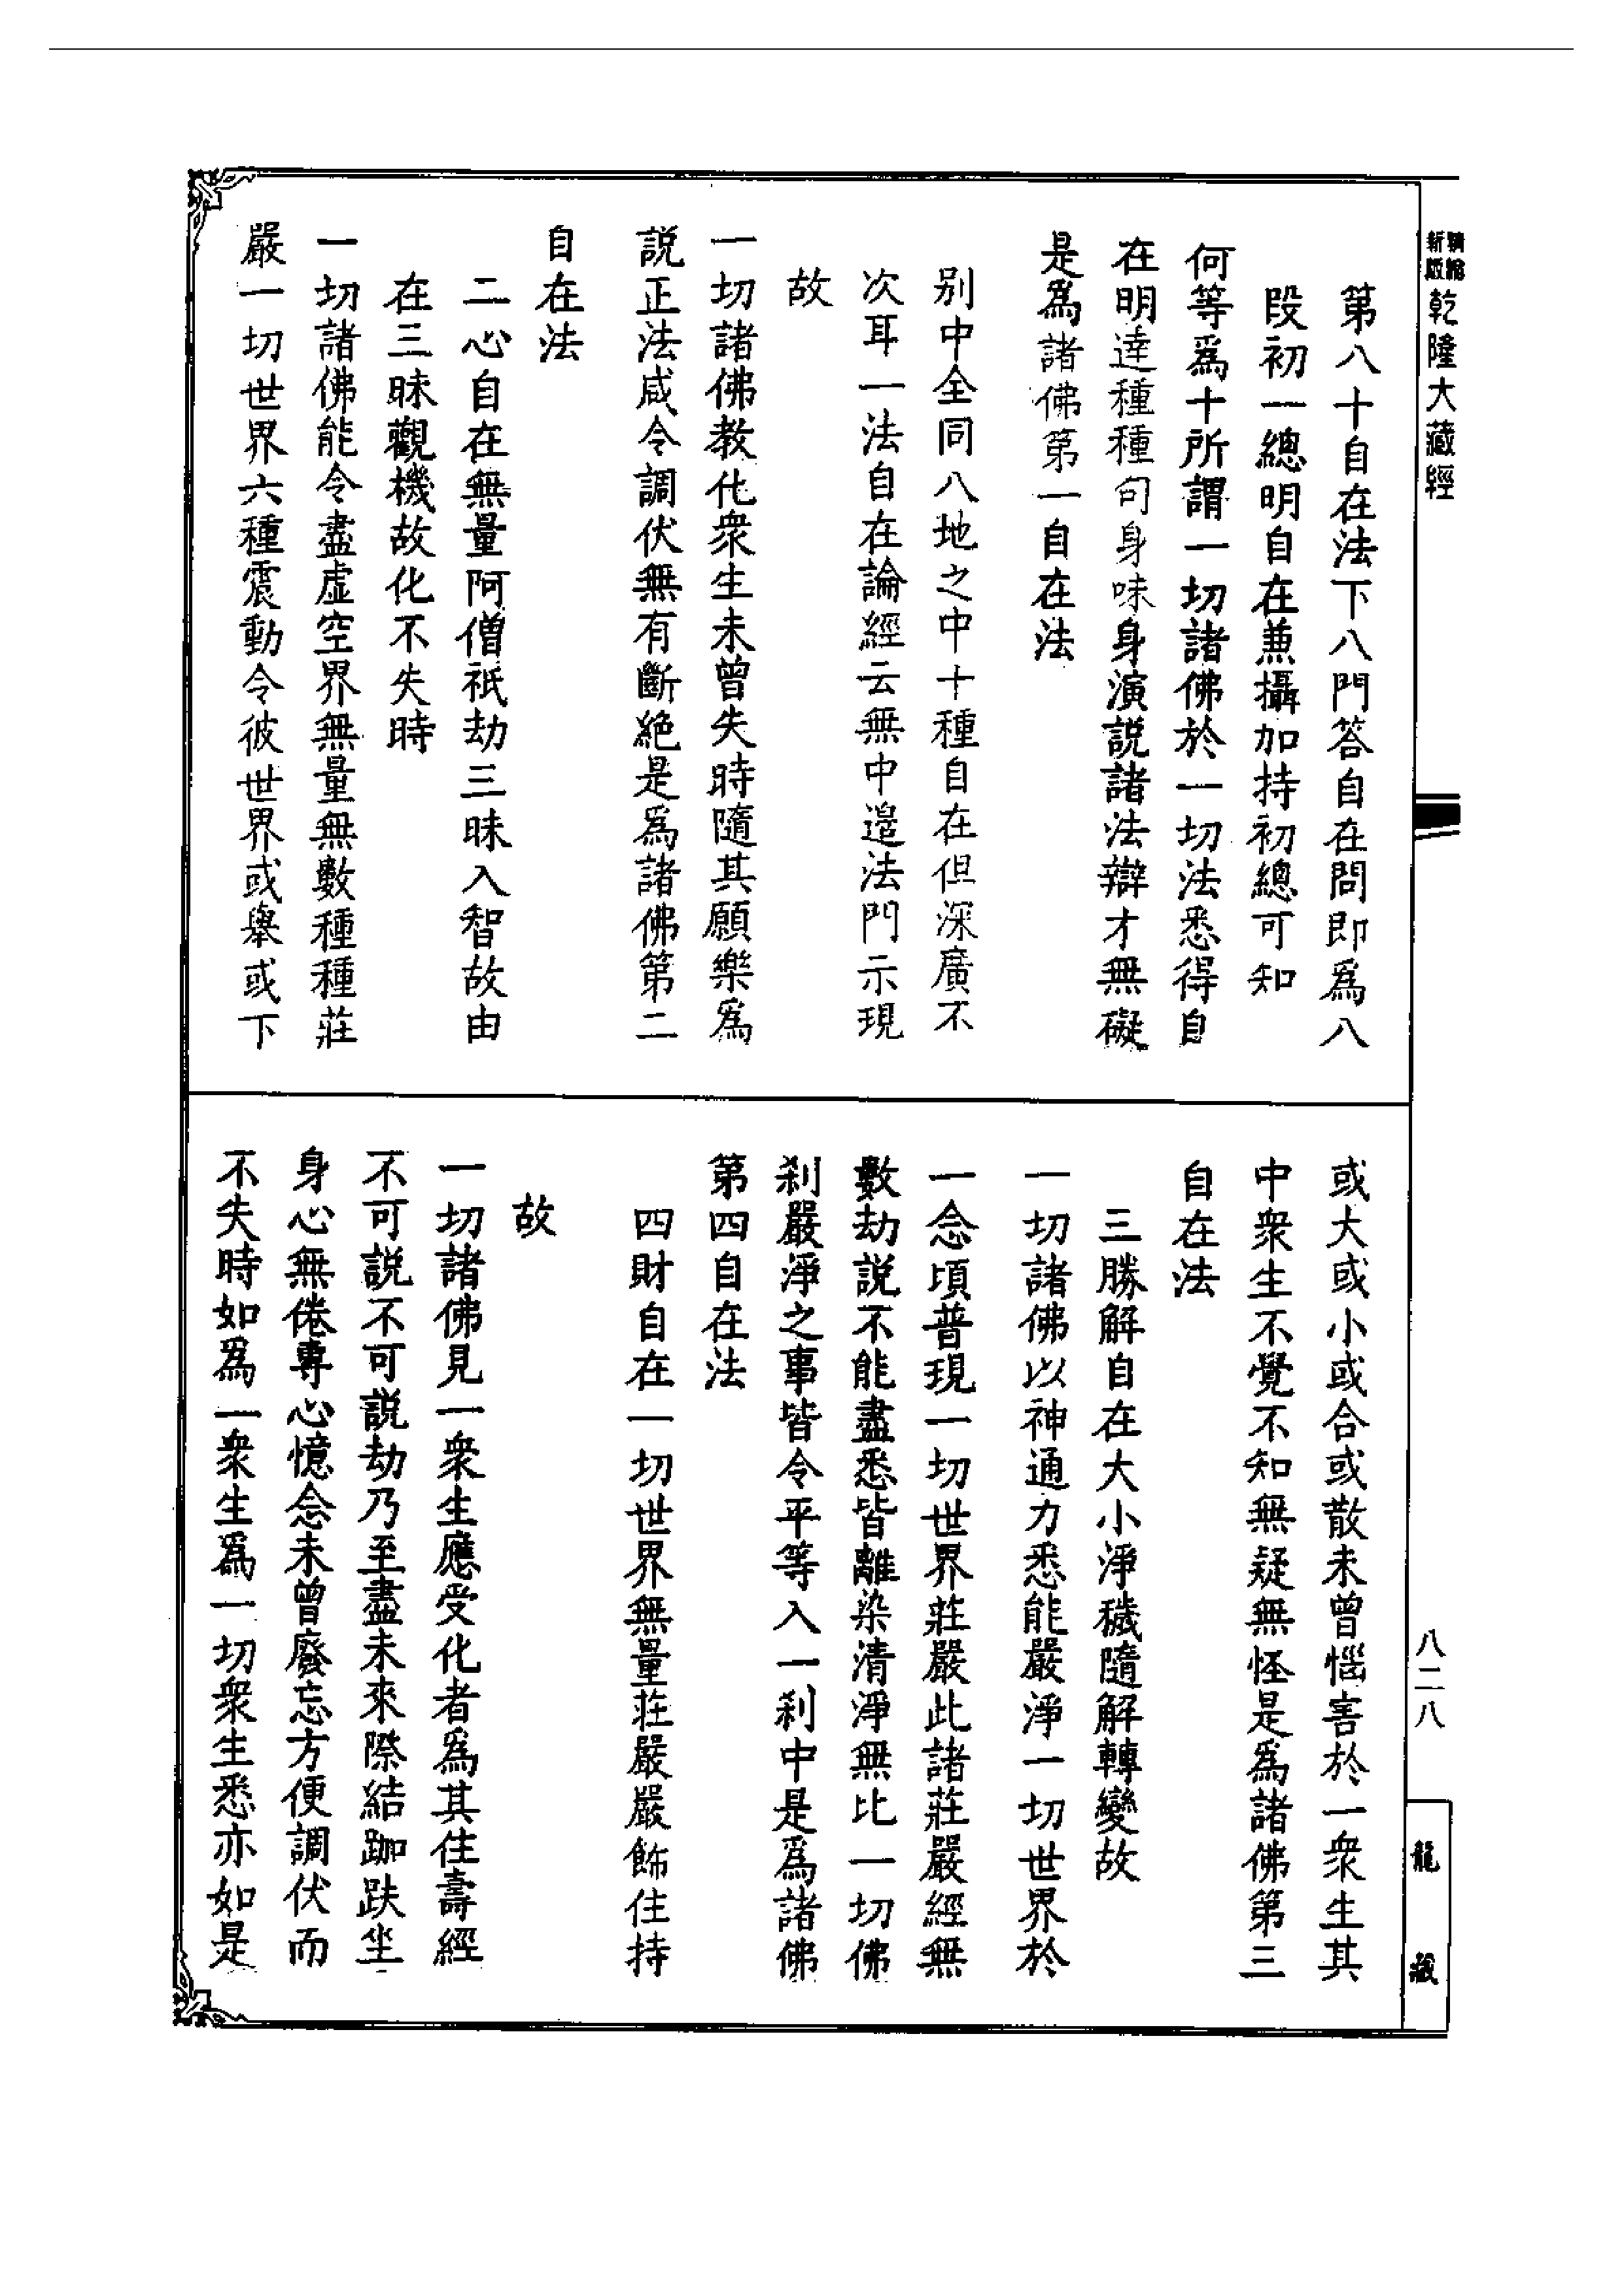 精縮
新版
乾隆大藏經
第八十自在法下八門答自在問即爲八
段初一總明自在兼攝加持初總可知
何等爲十所謂一切諸佛於一切法悉得自
在明達種種句身味身演説諸法辯才無礙
是爲諸佛第一自在法
别中全同八地之中十種自在但深廣不
次耳一法自在論經云無中邉法門示現
故
一切諸佛教化衆生未曾失時隨其願樂爲
説正法咸令調伏無有斷絶是爲諸佛第二
自在法
二心自在無量阿僧祇劫三昧入智故由
在三昧觀機故化不失時
一切諸佛能令盡虛空界無量無數種種莊
嚴一切世界六種震動令彼世界或舉或下
或大或小或合或散未曾惱害於一衆生其
中衆生不覺不知無疑無怪是爲諸佛第三
自在法
三勝解自在大小淨穢隨解轉變故
一切諸佛以神通力悉能嚴淨一切世界於
一念頃普現一切世界莊嚴此諸莊嚴經無
數劫説不能盡悉皆離染清淨無比一切佛
刹嚴淨之事皆令平等入一刹中是爲諸佛
第四自在法
四財自在一切世界無量莊嚴嚴飾住持
故
一切諸佛見一衆生應受化者爲其住壽經
不可説不可説劫乃至盡未來際結跏趺坐
身心無倦專心憶念未曾廢忘方便調伏而
不失時如爲一衆生爲一切衆生悉亦如是
八二八
龍藏